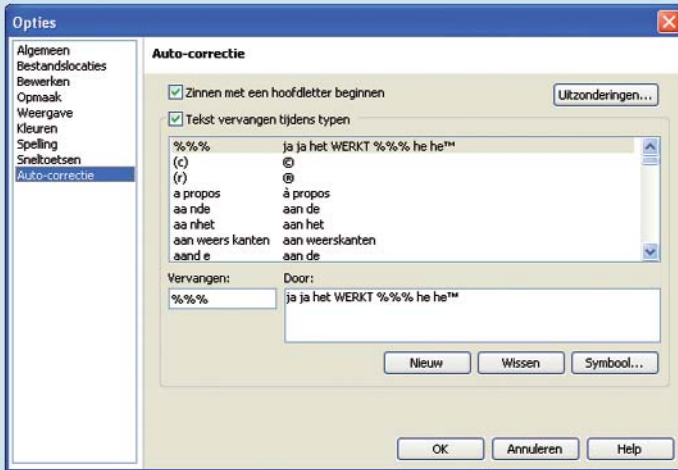 Opties
Algemeen
Bestandslocaties
Bewerken
Opmaak
Weergave
Kleuren
Spelling
Sneltoetsen
Auto-correctie
Auto-correctie
Zinnen met een hoofdletter beginnen
Uitzonderingen...
Tekst vervangen tijdens typen
%%% ja ja het WERKT %%% he he™
(c) ©
(r) ®
a propos à propos
aa nde aan de
aa nhet aan het
aan weers kanten aan weerskanten
aand e aan de
Vervangen: Door:
%%% ja ja het WERKT %%% he he™
Nieuw Wissen Symbool...
OK Annuleren Help